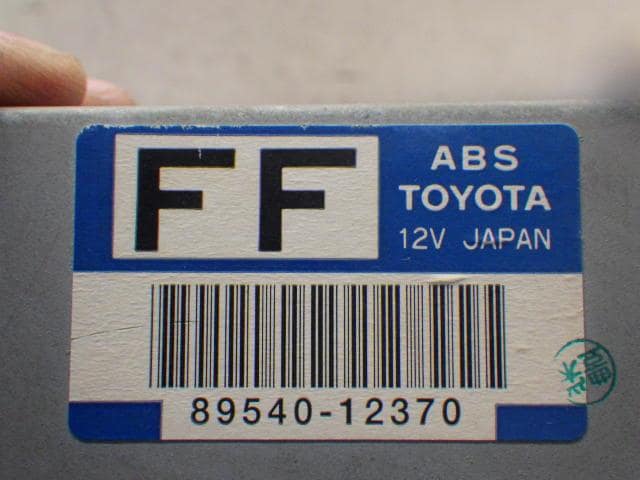 FF
ABS
TOYOTA
12V JAPAN
89540-12370